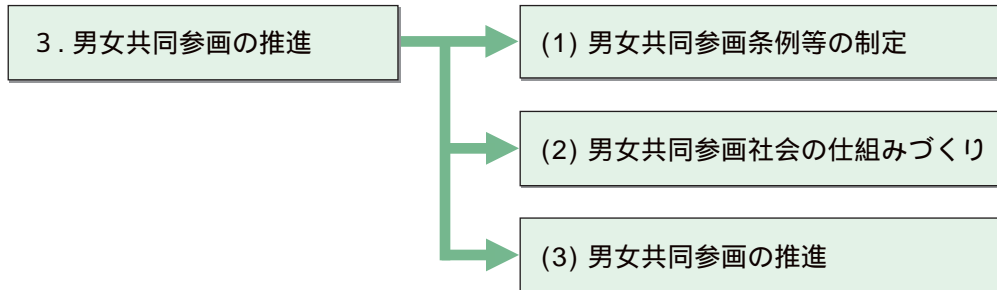 3 . 男女共同参画の推進
(1) 男女共同参画条例等の制定
(2) 男女共同参画社会の仕組みづくり
(3) 男女共同参画の推進